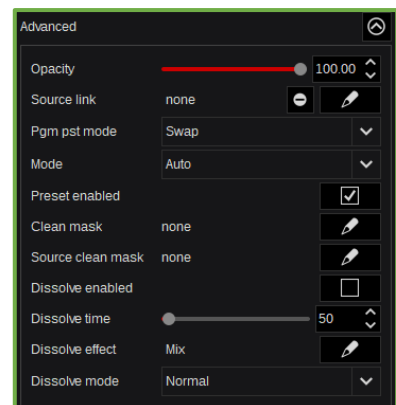 Advanced
Opacity 100.00
Source link none
Pgm pst mode Swap
Mode Auto
Preset enabled
Clean mask none
Source clean mask none
Dissolve enabled
Dissolve time 50
Dissolve effect Mix
Dissolve mode Normal